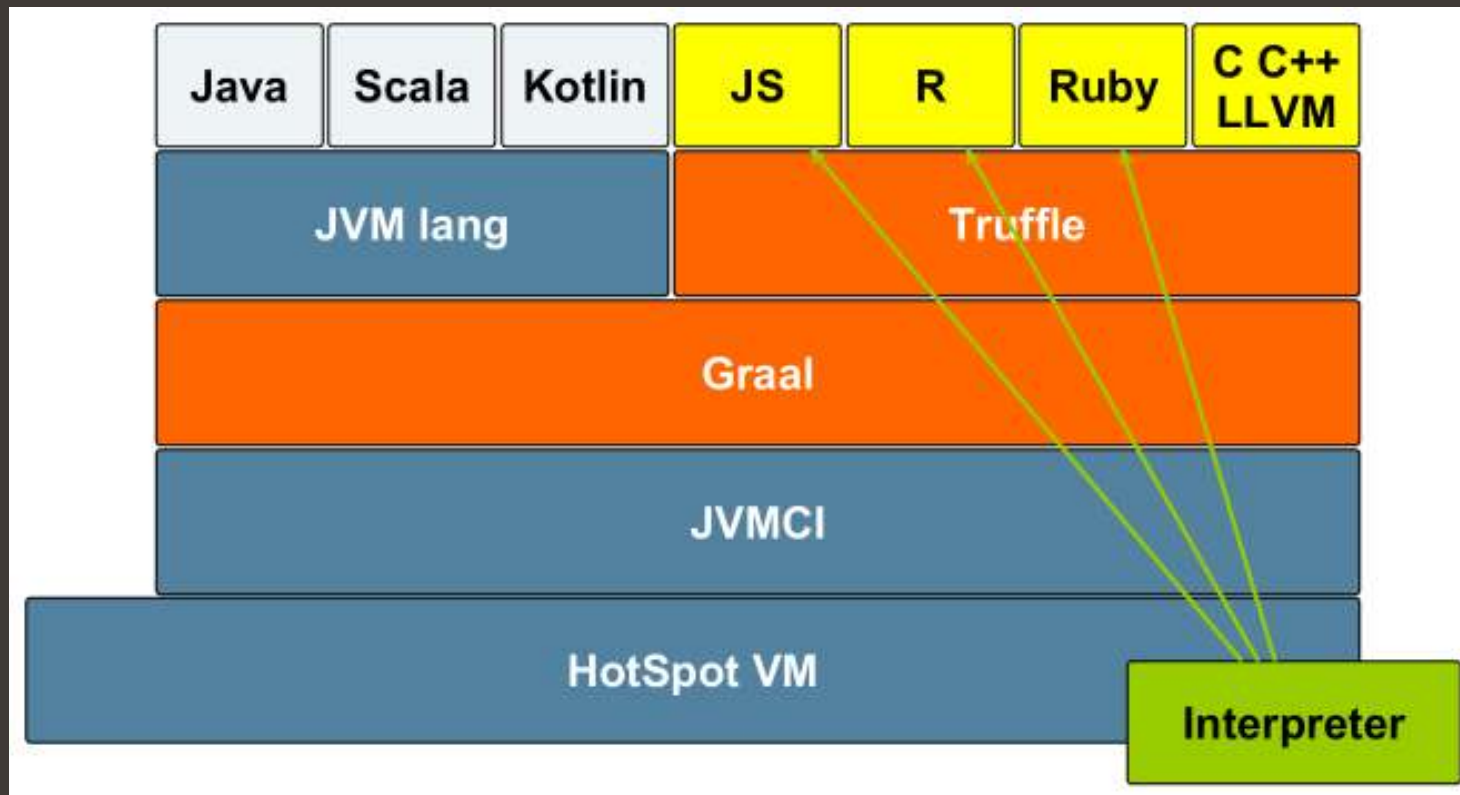 Java
Scala
Kotlin
JS
R
Ruby
C C++
LLVM
JVM lang
Truffle
Graal
JVMCI
HotSpot VM
Interpreter